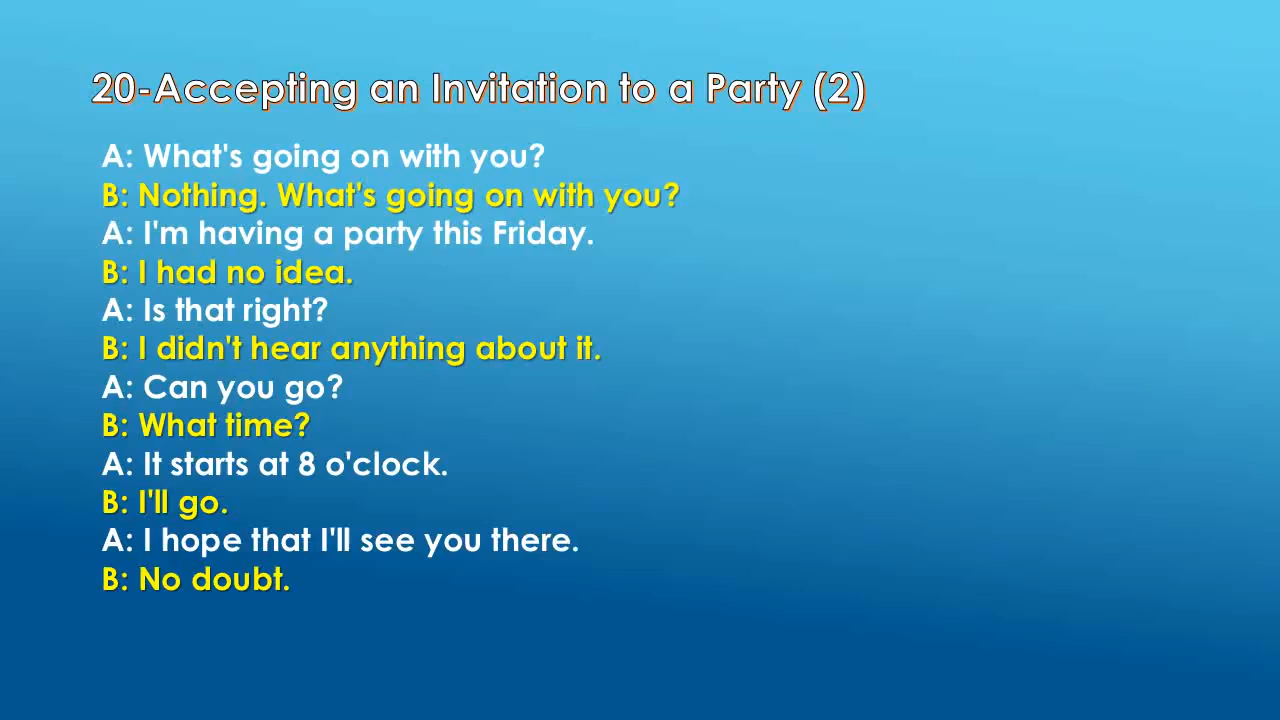 20-Accepting an Invitation to a Party (2)
A: What's going on with you?
B: Nothing. What's going on with you?
A: I'm having a party this Friday.
B: I had no idea.
A: Is that right?
B: I didn't hear anything about it.
A: Can you go?
B: What time?
A: It starts at 8 o'clock.
B: I'll go.
A: I hope that I'll see you there.
B: No doubt.